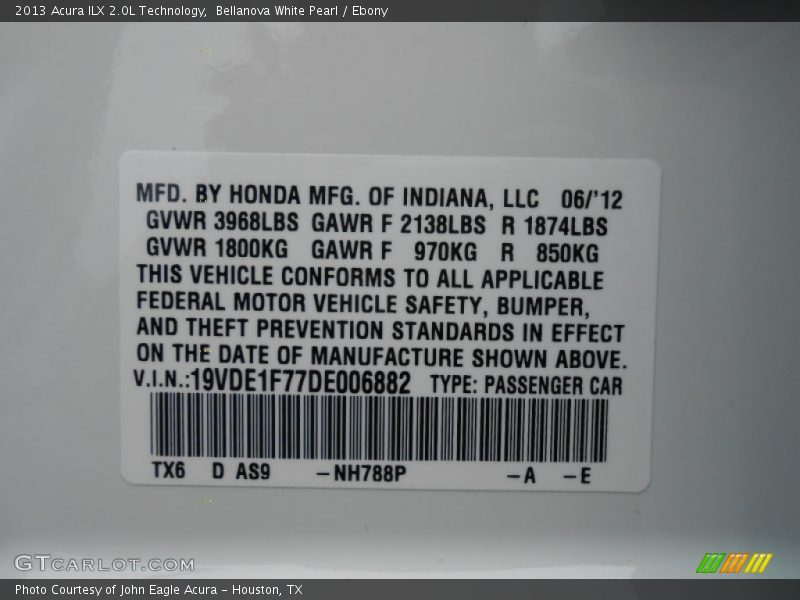 2013 Acura ILX 2.0L Technology,  Bellanova White Pearl / Ebony
MFD. BY HONDA MFG. OF INDIANA, LLC  06/'12
GVWR 3968LBS GAWR F 2138LBS R 1874LBS
GVWR 1800KG GAWR F 970KG R 850KG
THIS VEHICLE CONFORMS TO ALL APPLICABLE
FEDERAL MOTOR VEHICLE SAFETY, BUMPER,
AND THEFT PREVENTION STANDARDS IN EFFECT
ON THE DATE OF MANUFACTURE SHOWN ABOVE.
V.I.N.:19VDE1F77DE006882 TYPE: PASSENGER CAR
TX6 D AS9 –NH788P –A –E
GTCARLOT.COM
Photo Courtesy of John Eagle Acura – Houston, TX